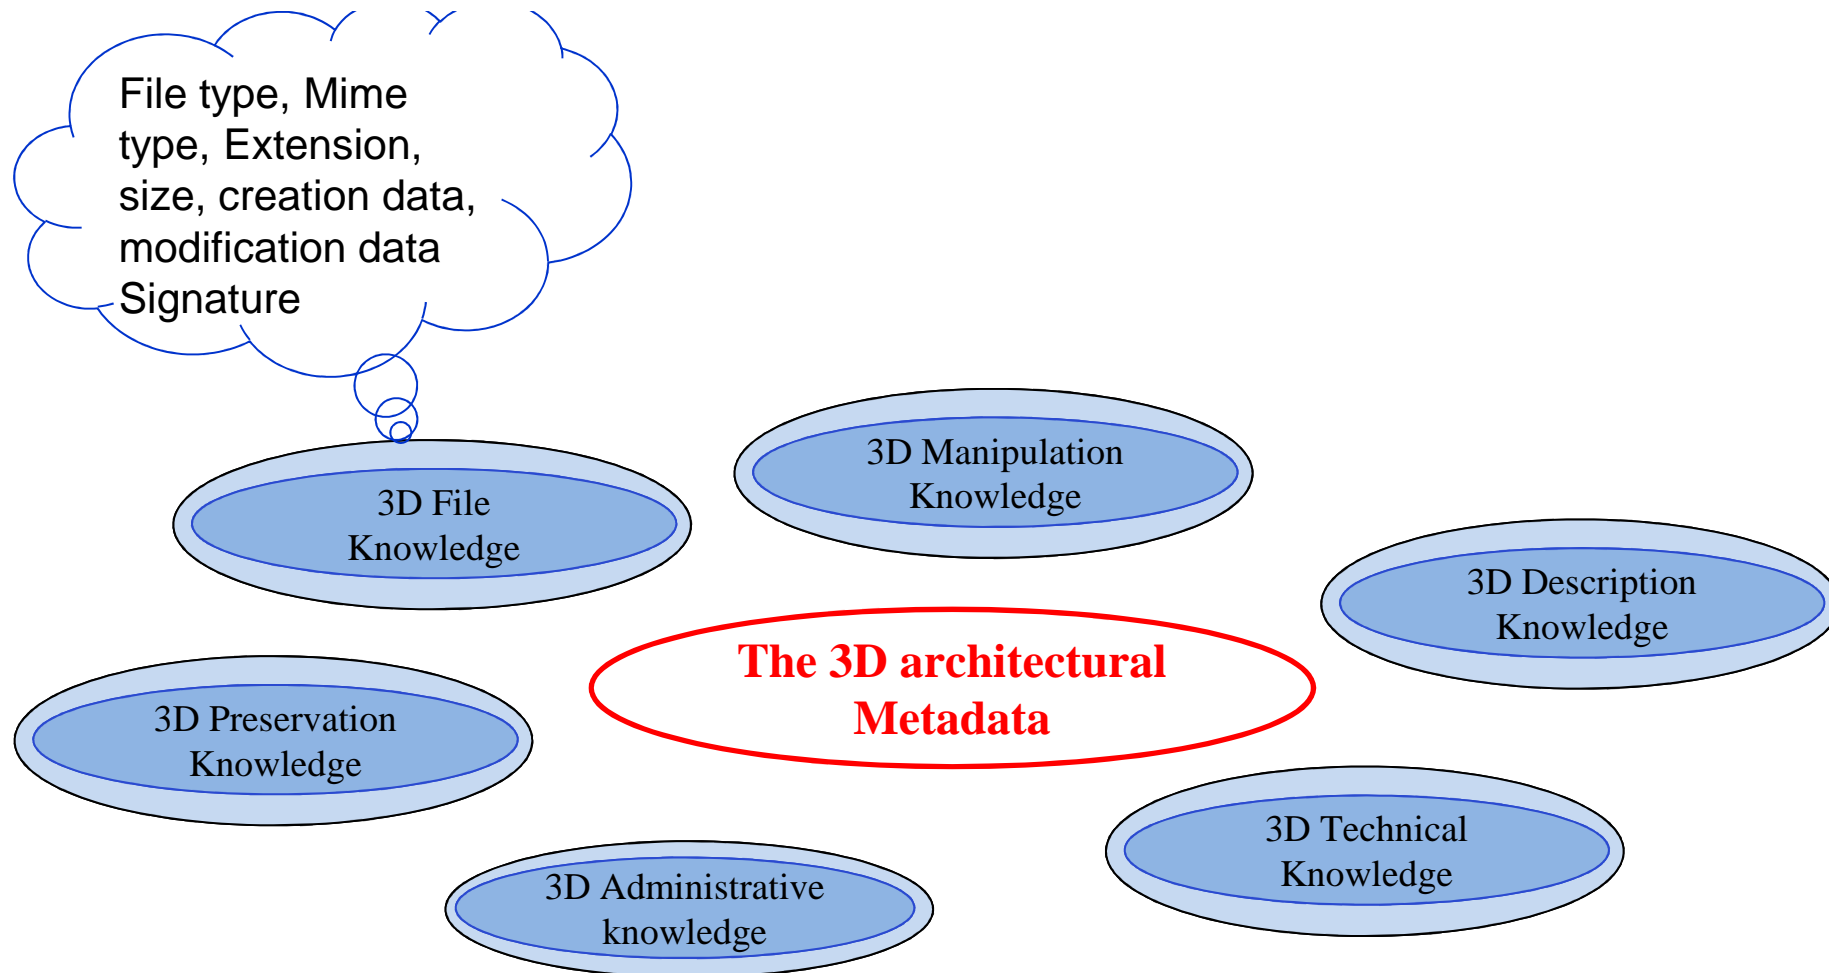 File type, Mime
type, Extension,
size, creation data,
modification data
Signature
3D Manipulation
Knowledge
3D File
Knowledge
3D Description
Knowledge
The 3D architectural
Metadata
3D Preservation
Knowledge
3D Technical
Knowledge
3D Administrative
knowledge